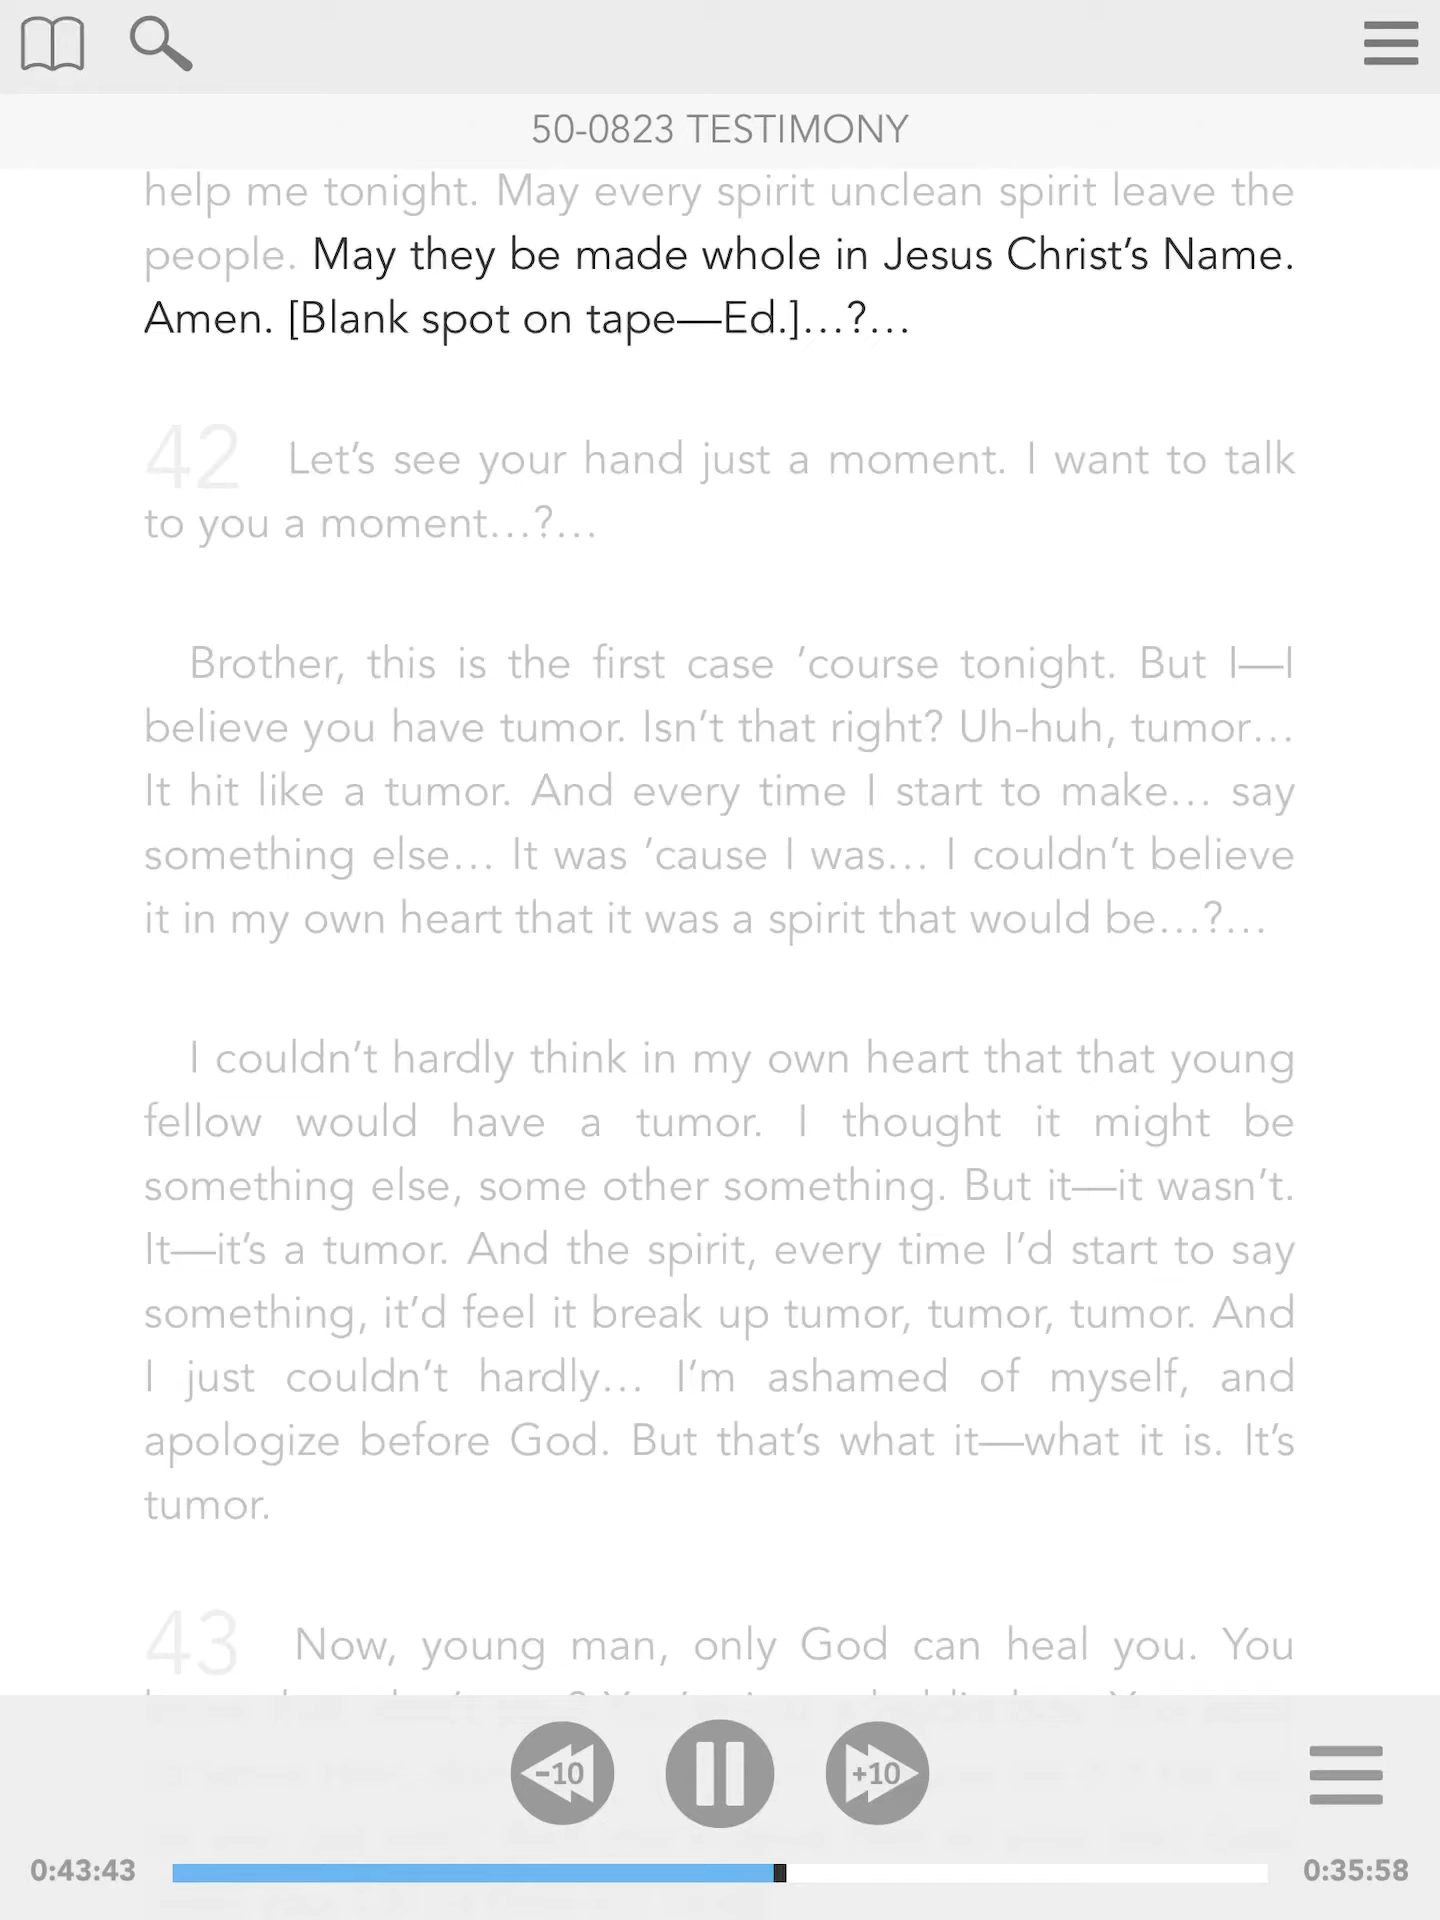 50-0823 TESTIMONY
help me tonight. May every spirit unclean spirit leave the
people. May they be made whole in Jesus Christ’s Name.
Amen. [Blank spot on tape—Ed.]…?…
42 Let’s see your hand just a moment. I want to talk
to you a moment…?…
Brother, this is the first case ’course tonight. But I—I
believe you have tumor. Isn’t that right? Uh-huh, tumor…
It hit like a tumor. And every time I start to make… say
something else… It was ’cause I was… I couldn’t believe
it in my own heart that it was a spirit that would be…?…
I couldn’t hardly think in my own heart that that young
fellow would have a tumor. I thought it might be
something else, some other something. But it—it wasn’t.
It—it’s a tumor. And the spirit, every time I’d start to say
something, it’d feel it break up tumor, tumor, tumor. And
I just couldn’t hardly… I’m ashamed of myself, and
apologize before God. But that’s what it—what it is. It’s
tumor.
43 Now, young man, only God can heal you. You
-10 +10
0:43:43 0:35:58